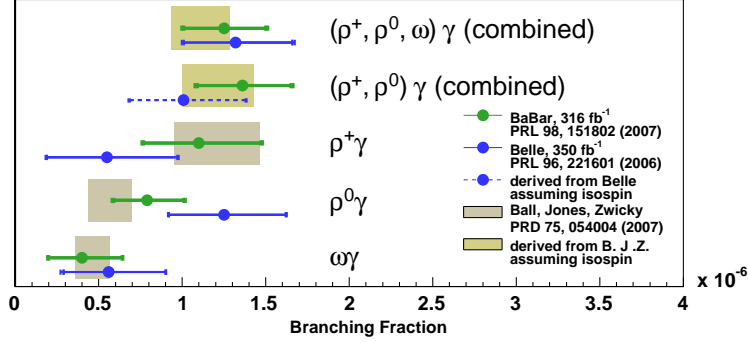 (ρ⁺, ρ⁰, ω) γ (combined)
(ρ⁺, ρ⁰) γ (combined)
ρ⁺γ
ρ⁰γ
ωγ
BaBar, 316 fb⁻¹
PRL 98, 151802 (2007)
Belle, 350 fb⁻¹
PRL 96, 221601 (2006)
derived from Belle
assuming isospin
Ball, Jones, Zwicky
PRD 75, 054004 (2007)
derived from B. J .Z.
assuming isospin
0 0.5 1 1.5 2 2.5 3 3.5 4
x 10⁻⁶
Branching Fraction